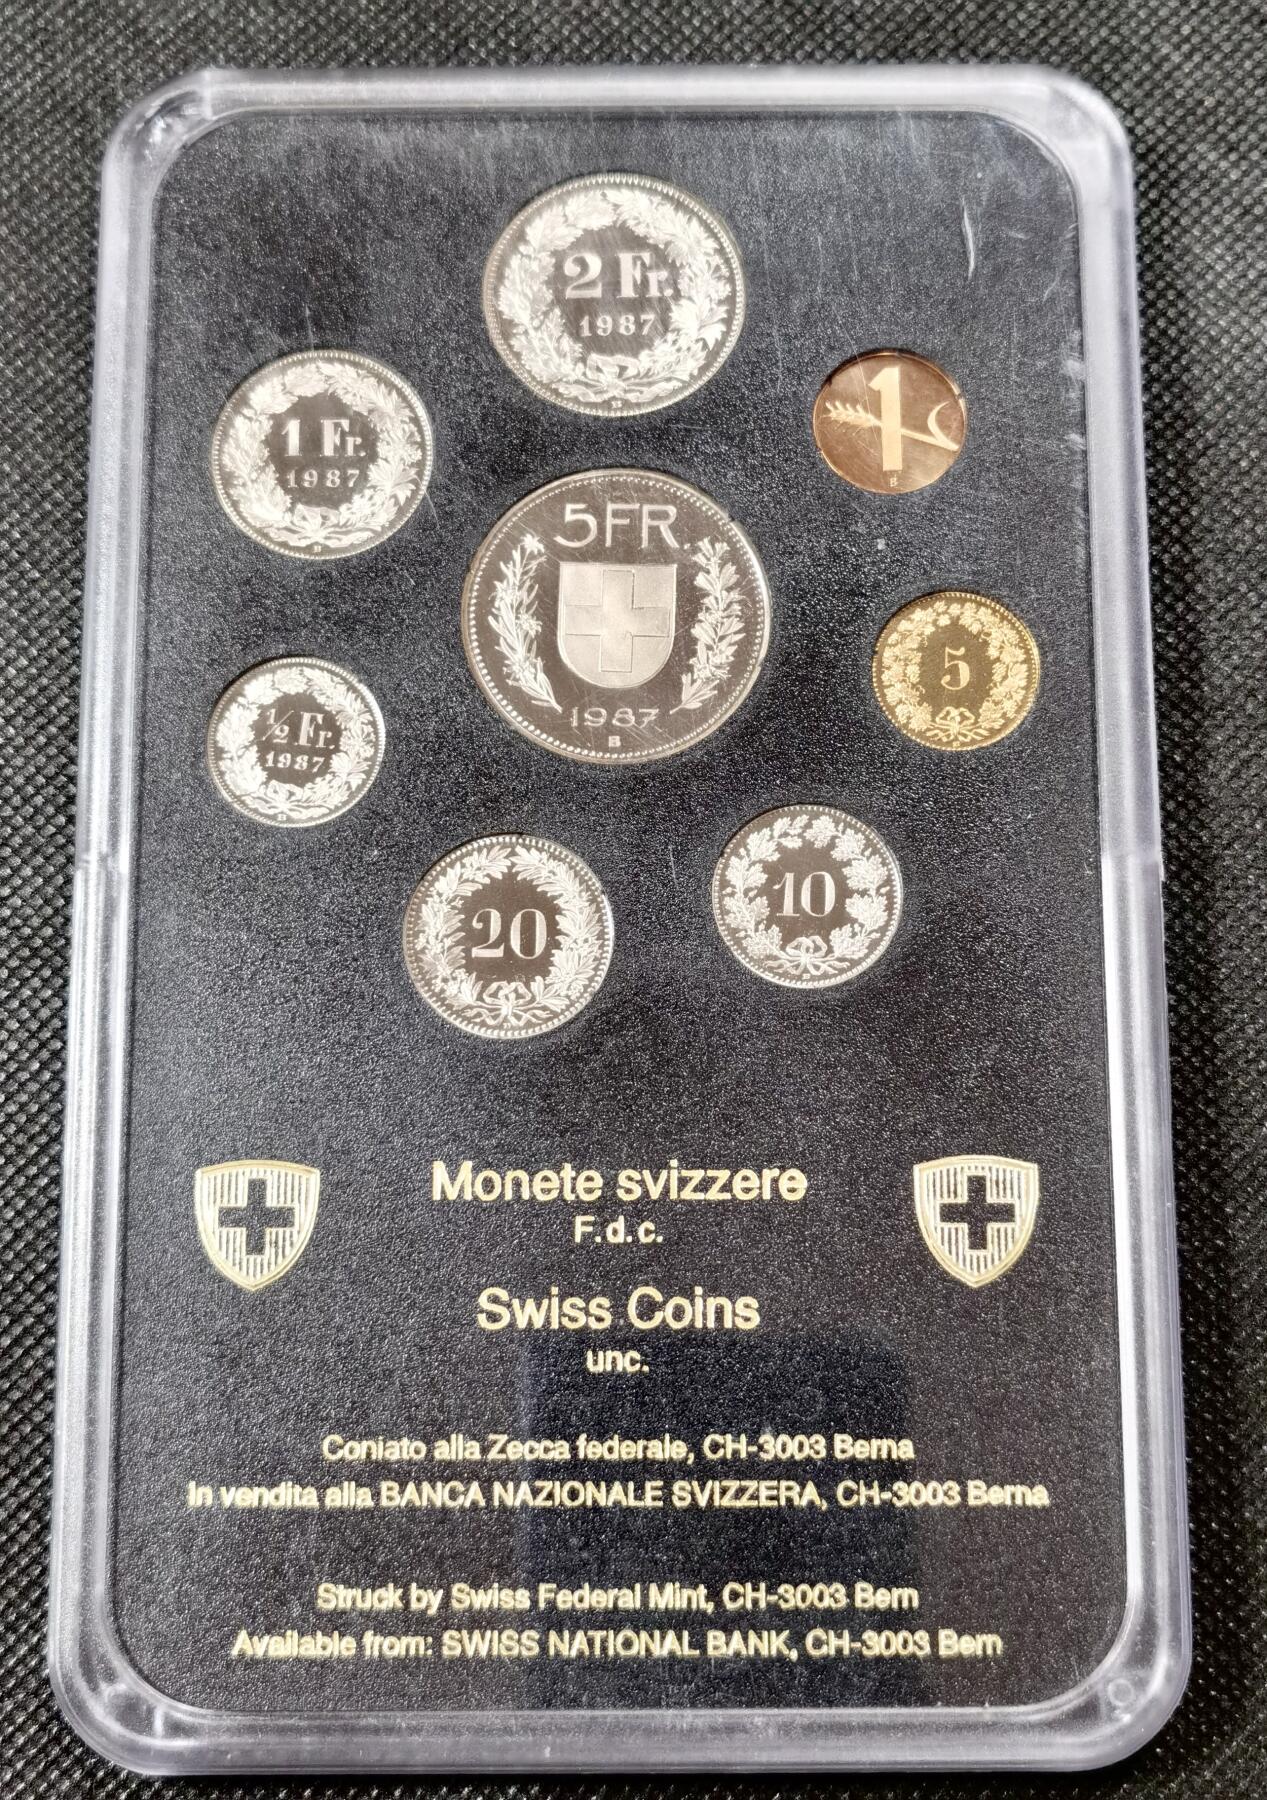 2 Fr.
1987
B
1 Fr.
1987
B
1
B
5 FR.
1987
B
5
B
½ Fr.
1987
B
20
B
10
B
Monete svizzere
F.d.c.
Swiss Coins
unc.
Coniato alla Zecca federale, CH-3003 Berna
In vendita alla BANCA NAZIONALE SVIZZERA, CH-3003 Berna
Struck by Swiss Federal Mint, CH-3003 Bern
Available from: SWISS NATIONAL BANK, CH-3003 Bern